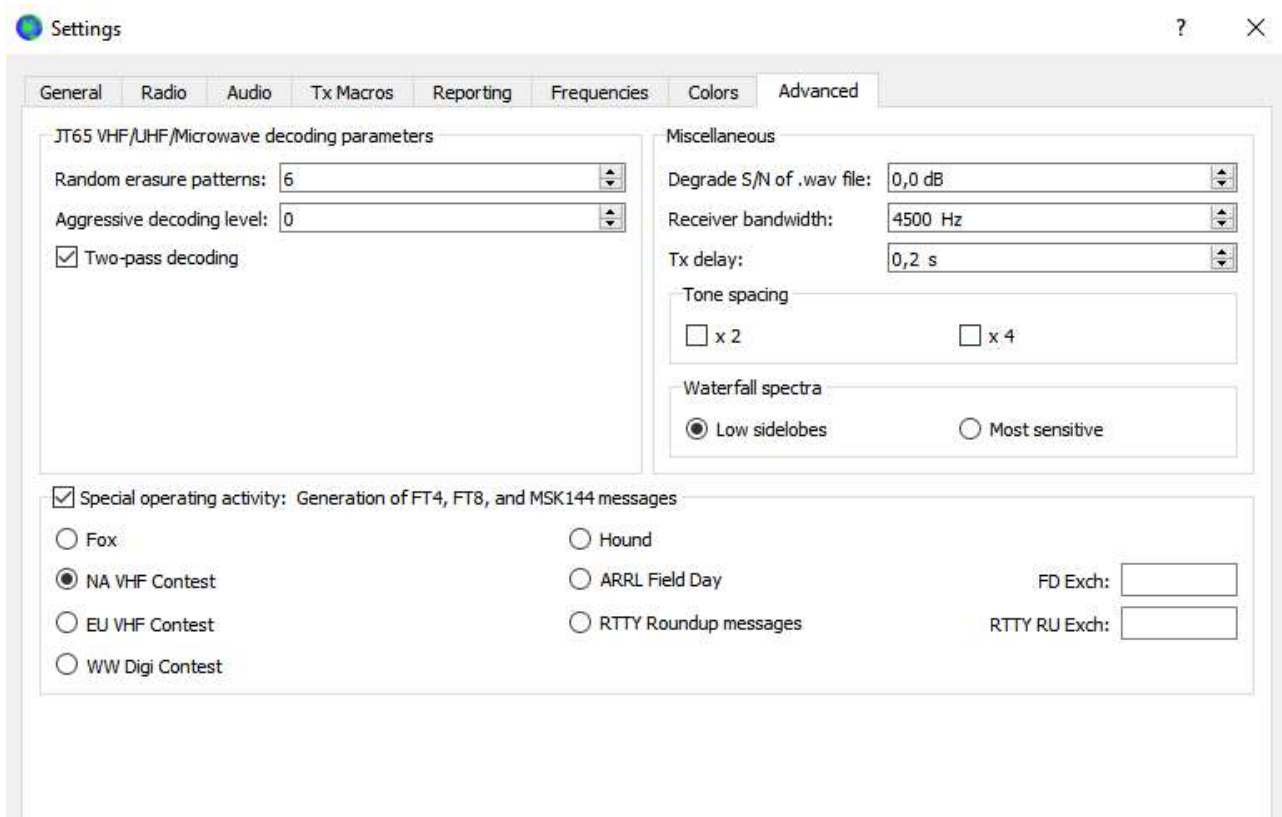 Settings
?
General Radio Audio Tx Macros Reporting Frequencies Colors Advanced
JT65 VHF/UHF/Microwave decoding parameters
Random erasure patterns: 6
Aggressive decoding level: 0
Two-pass decoding
Miscellaneous
Degrade S/N of .wav file: 0,0 dB
Receiver bandwidth: 4500 Hz
Tx delay: 0,2 s
Tone spacing
x 2 x 4
Waterfall spectra
Low sidelobes Most sensitive
Special operating activity: Generation of FT4, FT8, and MSK144 messages
Fox Hound
NA VHF Contest ARRL Field Day FD Exch:
EU VHF Contest RTTY Roundup messages RTTY RU Exch:
WW Digi Contest